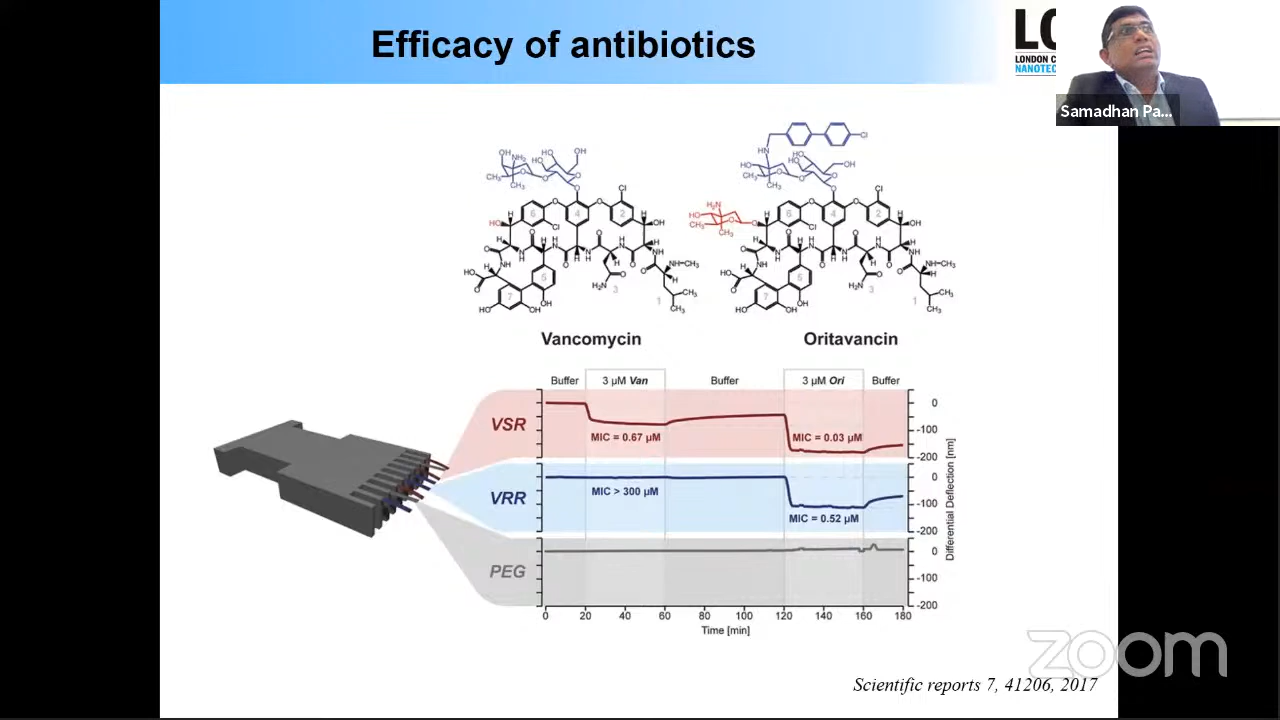 Efficacy of antibiotics
LONDON C
NANOTEC
Samadhan Pa...
Vancomycin
Oritavancin
Buffer
3 µM Van
Buffer
3 µM Ori
Buffer
VSR
MIC = 0.67 µM
MIC = 0.03 µM
0
-100
-200
VRR
MIC > 300 µM
MIC = 0.52 µM
0
-100
-200
PEG
0
-100
-200
Differential Deflection [nm]
0 20 40 60 80 100 120 140 160 180
Time [min]
zoom
Scientific reports 7, 41206, 2017